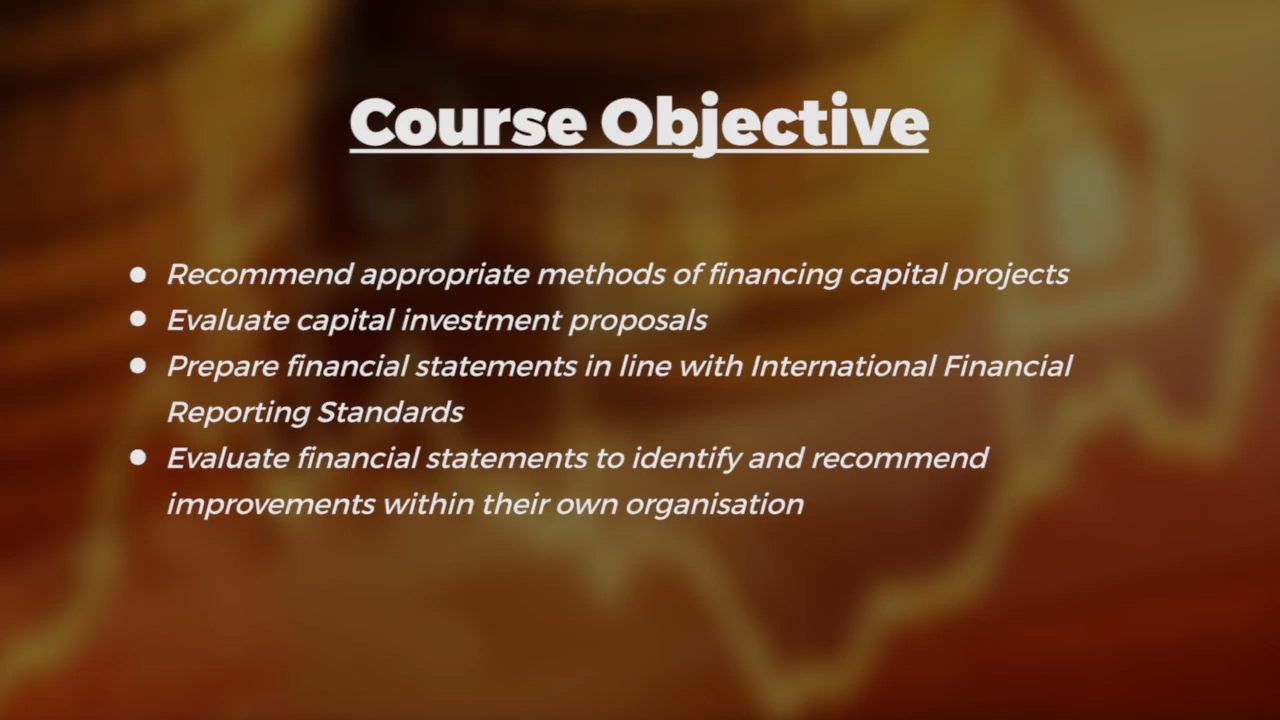 Course Objective
● Recommend appropriate methods of financing capital projects
● Evaluate capital investment proposals
● Prepare financial statements in line with International Financial
Reporting Standards
● Evaluate financial statements to identify and recommend
improvements within their own organisation